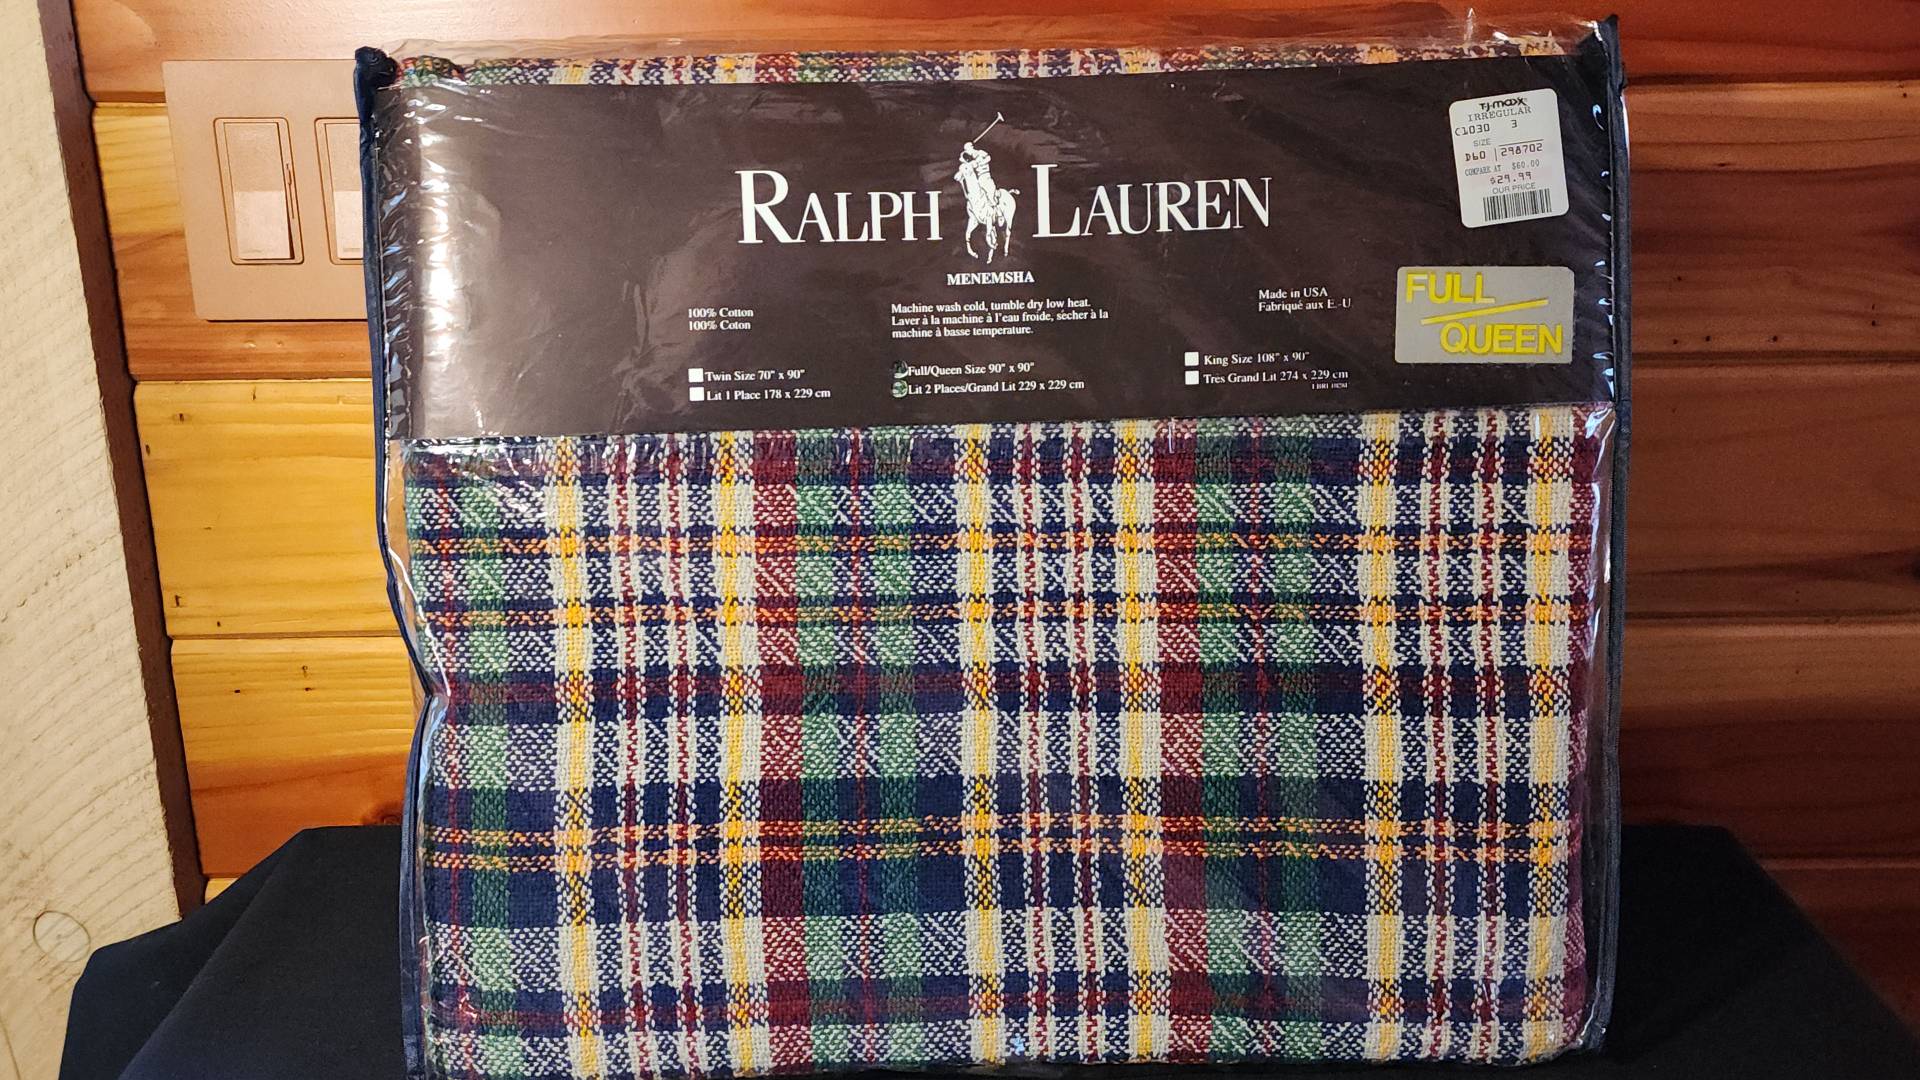 T.J.maxx
IRREGULAR
C1030 3
SIZE
D60 298702
COMPARE AT $60.00
$29.99
OUR PRICE
RALPH LAUREN
MENEMSHA
100% Cotton
100% Coton
Machine wash cold, tumble dry low heat.
Laver à la machine à l'eau froide, sécher à la
machine à basse temperature.
Made in USA
Fabriqué aux E.-U
FULL
QUEEN
Twin Size 70" x 90"
Lit 1 Place 178 x 229 cm
Full/Queen Size 90" x 90"
Lit 2 Places/Grand Lit 229 x 229 cm
King Size 108" x 90"
Tres Grand Lit 274 x 229 cm